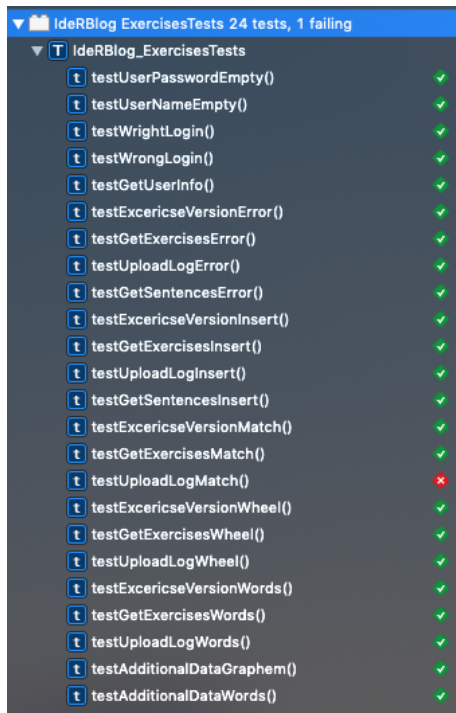 IdeRBlog ExercisesTests 24 tests, 1 failing
T IdeRBlog_ExercisesTests
t testUserPasswordEmpty()
t testUserNameEmpty()
t testWrightLogin()
t testWrongLogin()
t testGetUserInfo()
t testExcericseVersionError()
t testGetExercisesError()
t testUploadLogError()
t testGetSentencesError()
t testExcericseVersionInsert()
t testGetExercisesInsert()
t testUploadLogInsert()
t testGetSentencesInsert()
t testExcericseVersionMatch()
t testGetExercisesMatch()
t testUploadLogMatch()
t testExcericseVersionWheel()
t testGetExercisesWheel()
t testUploadLogWheel()
t testExcericseVersionWords()
t testGetExercisesWords()
t testUploadLogWords()
t testAdditionalDataGraphem()
t testAdditionalDataWords()